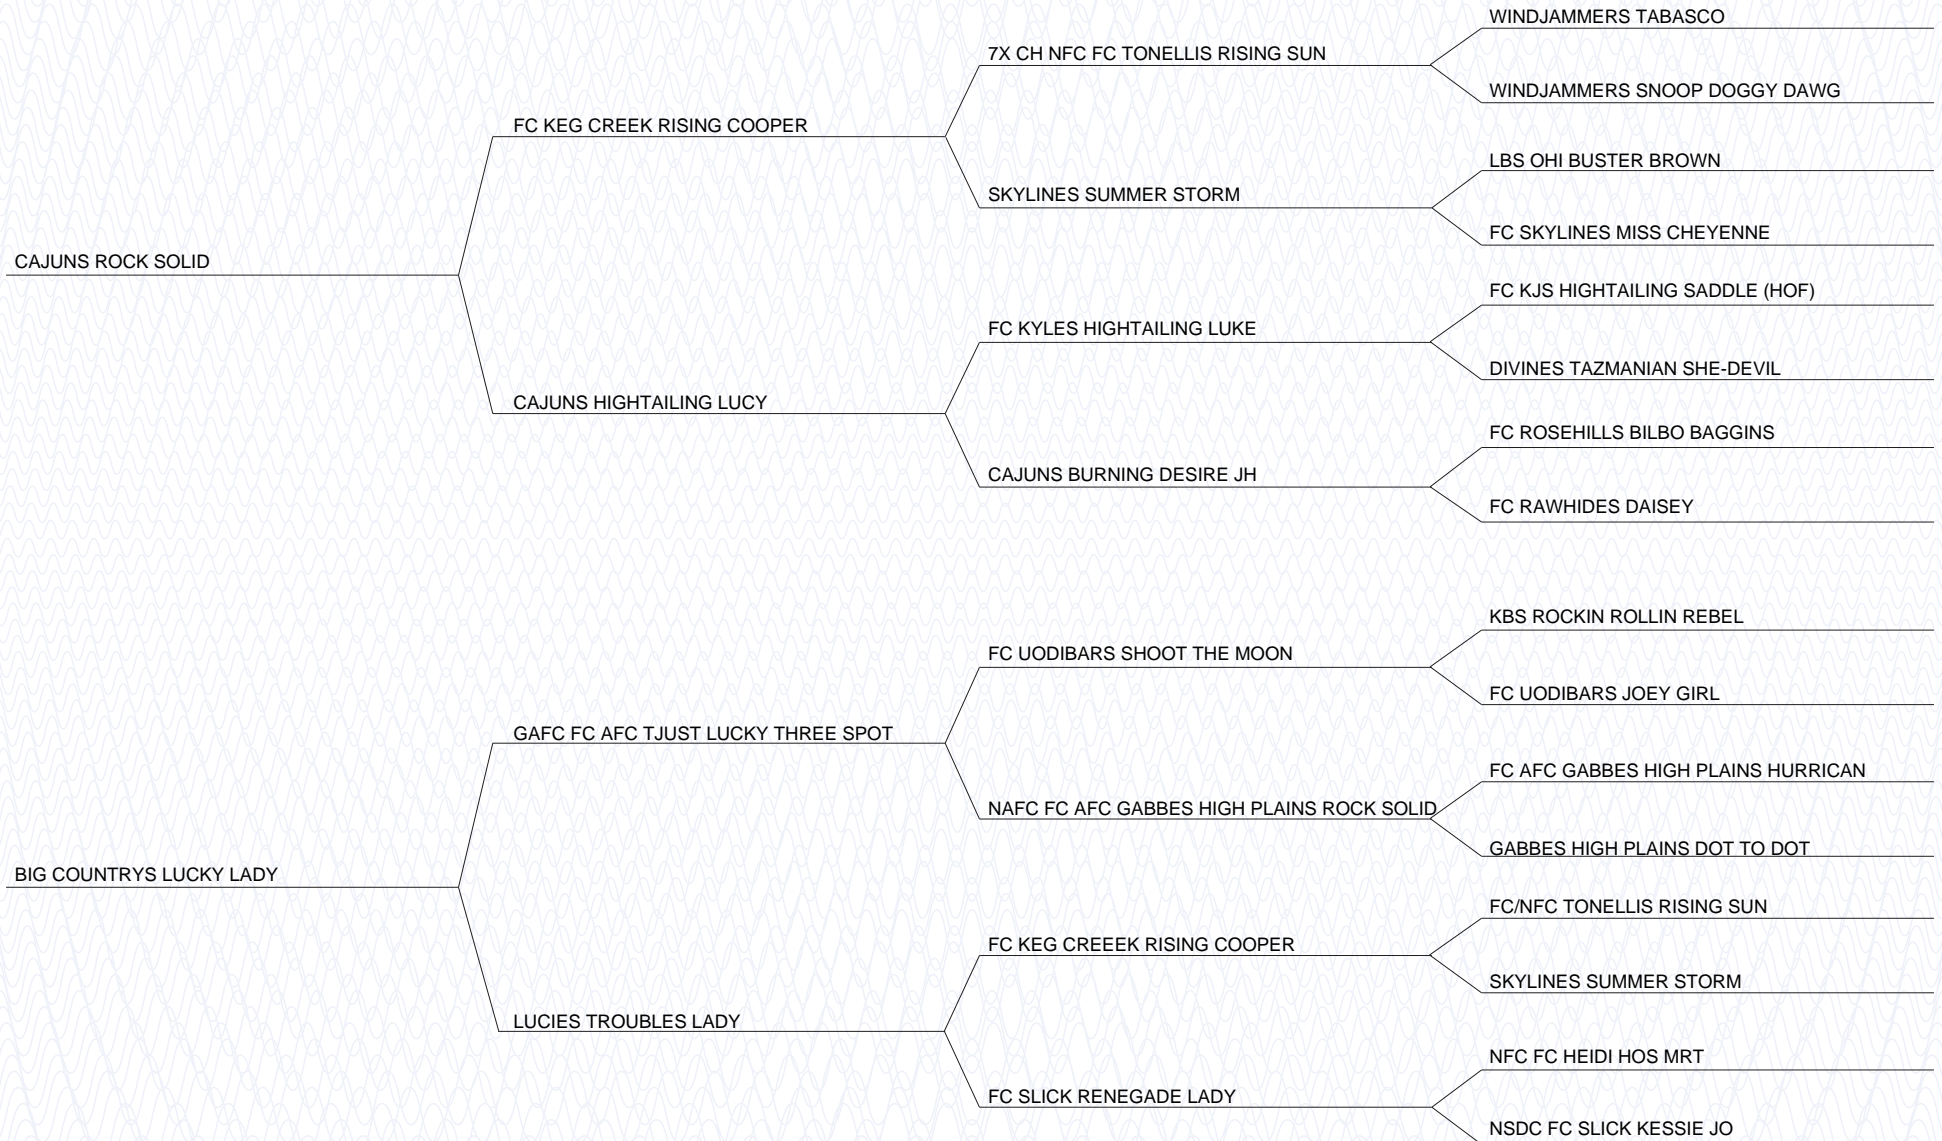 WINDJAMMERS TABASCO
7X CH NFC FC TONELLIS RISING SUN
WINDJAMMERS SNOOP DOGGY DAWG
FC KEG CREEK RISING COOPER
LBS OHI BUSTER BROWN
SKYLINES SUMMER STORM
FC SKYLINES MISS CHEYENNE
CAJUNS ROCK SOLID
FC KJS HIGHTAILING SADDLE (HOF)
FC KYLES HIGHTAILING LUKE
DIVINES TAZMANIAN SHE-DEVIL
CAJUNS HIGHTAILING LUCY
FC ROSEHILLS BILBO BAGGINS
CAJUNS BURNING DESIRE JH
FC RAWHIDES DAISEY
KBS ROCKIN ROLLIN REBEL
FC UODIBARS SHOOT THE MOON
FC UODIBARS JOEY GIRL
GAFC FC AFC TJUST LUCKY THREE SPOT
FC AFC GABBES HIGH PLAINS HURRICAN
NAFC FC AFC GABBES HIGH PLAINS ROCK SOLID
GABBES HIGH PLAINS DOT TO DOT
BIG COUNTRYS LUCKY LADY
FC/NFC TONELLIS RISING SUN
FC KEG CREEEK RISING COOPER
SKYLINES SUMMER STORM
LUCIES TROUBLES LADY
NFC FC HEIDI HOS MRT
FC SLICK RENEGADE LADY
NSDC FC SLICK KESSIE JO